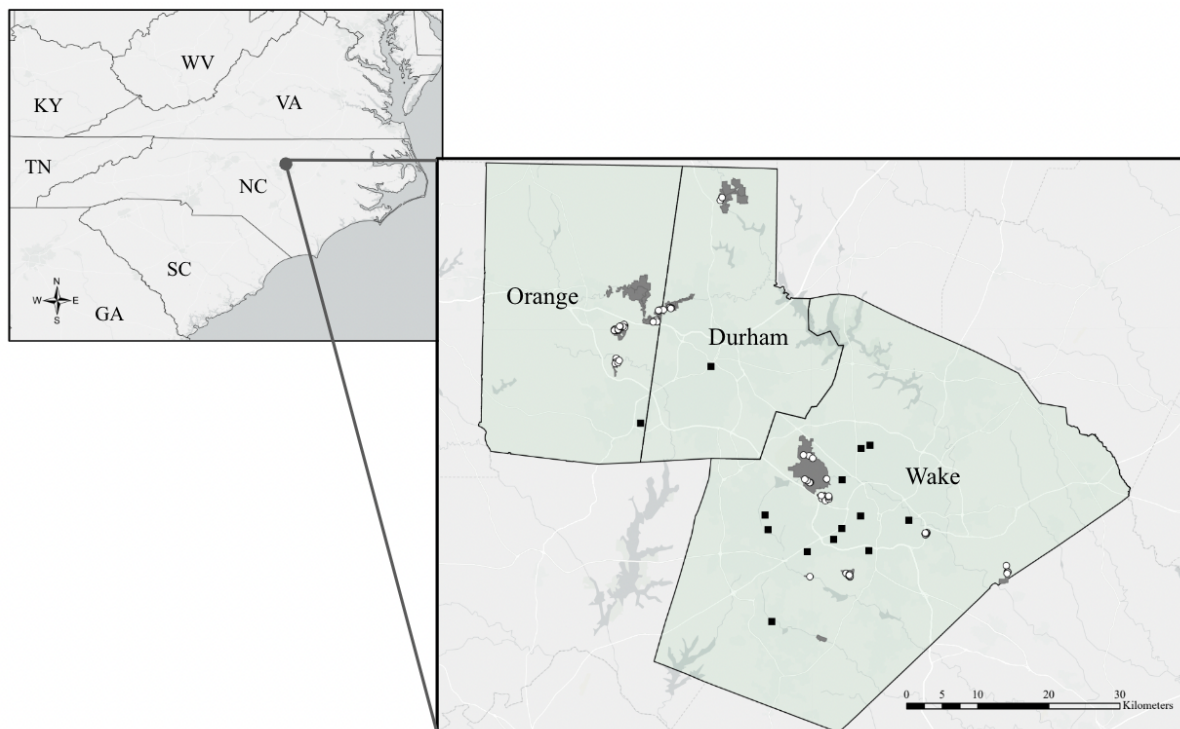 WV
KY
VA
TN
NC
SC
GA
N
W E
S
Orange
Durham
Wake
0 5 10 20 30
Kilometers